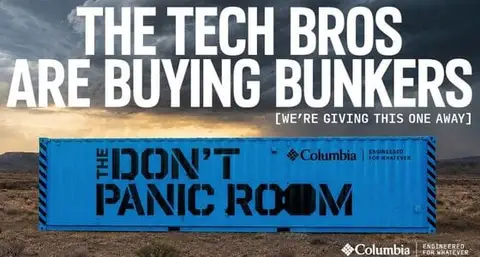 THE TECH BROS
ARE BUYING BUNKERS
[WE'RE GIVING THIS ONE AWAY]
Columbia
ENGINEERED
FOR WHATEVER
THE DON'T
PANIC ROOM
Columbia
ENGINEERED
FOR WHATEVER